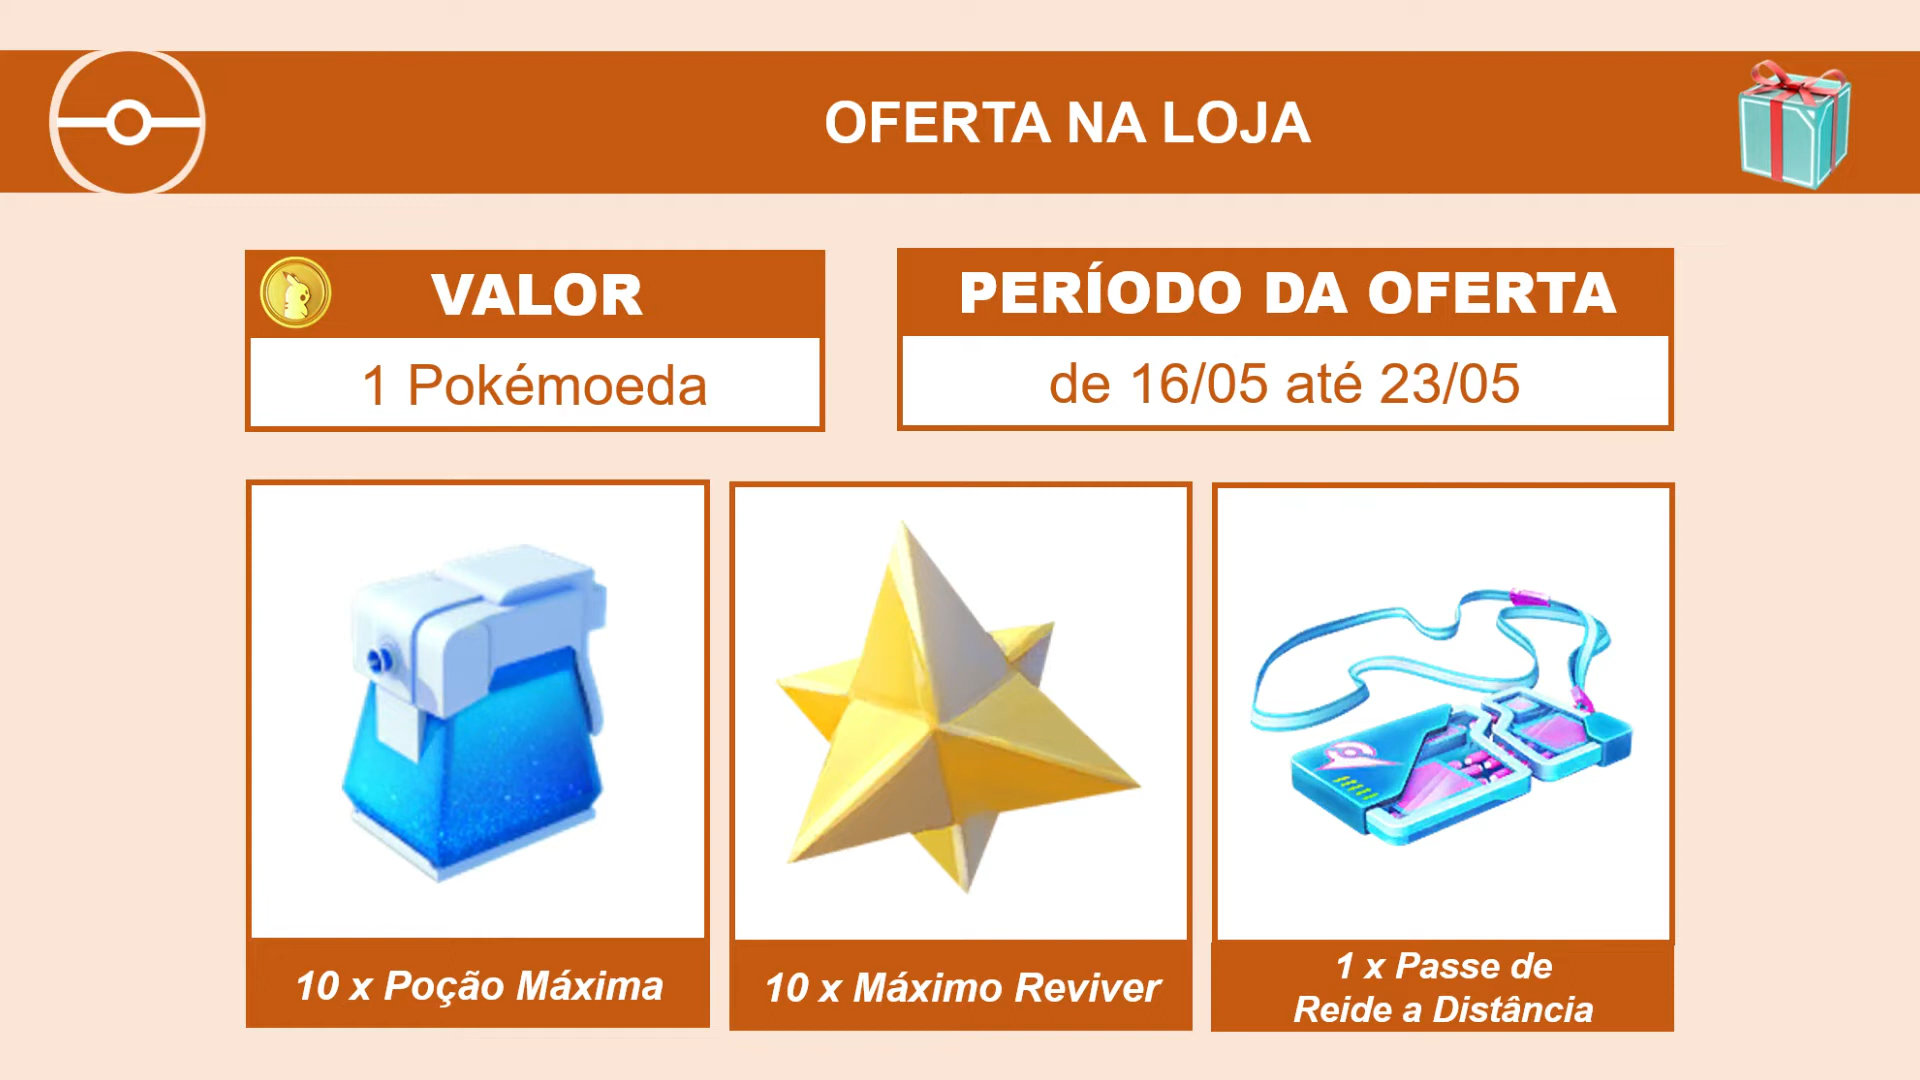 OFERTA NA LOJA
VALOR
1 Pokémoeda
PERÍODO DA OFERTA
de 16/05 até 23/05
10 x Poção Máxima
10 x Máximo Reviver
1 x Passe de
Reide a Distância